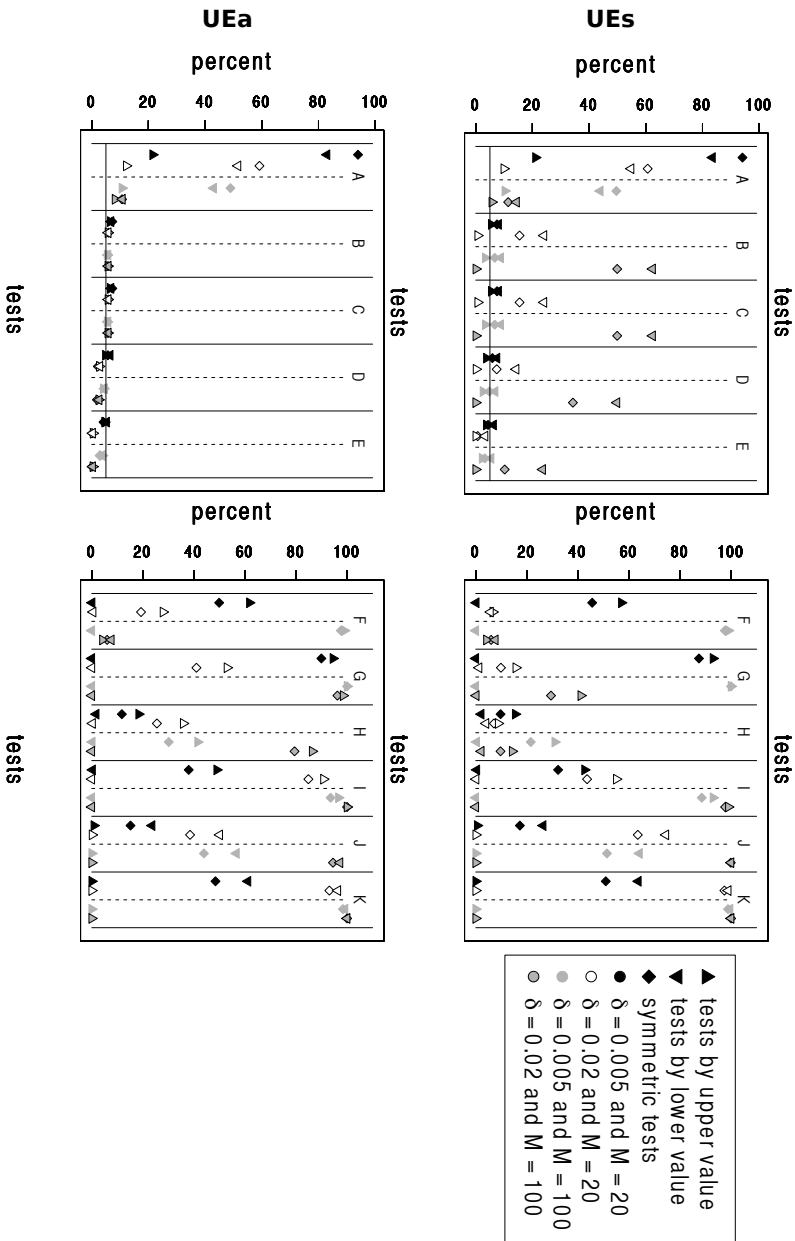 UEa
UEs
percent
percent
0 20 40 60 80 100
0 20 40 60 80 100
A
B
C
D
E
tests
A
B
C
D
E
tests
percent
percent
0 20 40 60 80 100
0 20 40 60 80 100
F
G
H
I
J
K
tests
F
G
H
I
J
K
tests
tests
tests
tests by upper value
tests by lower value
symmetric tests
δ = 0.005 and M = 20
δ = 0.02 and M = 20
δ = 0.005 and M = 100
δ = 0.02 and M = 100